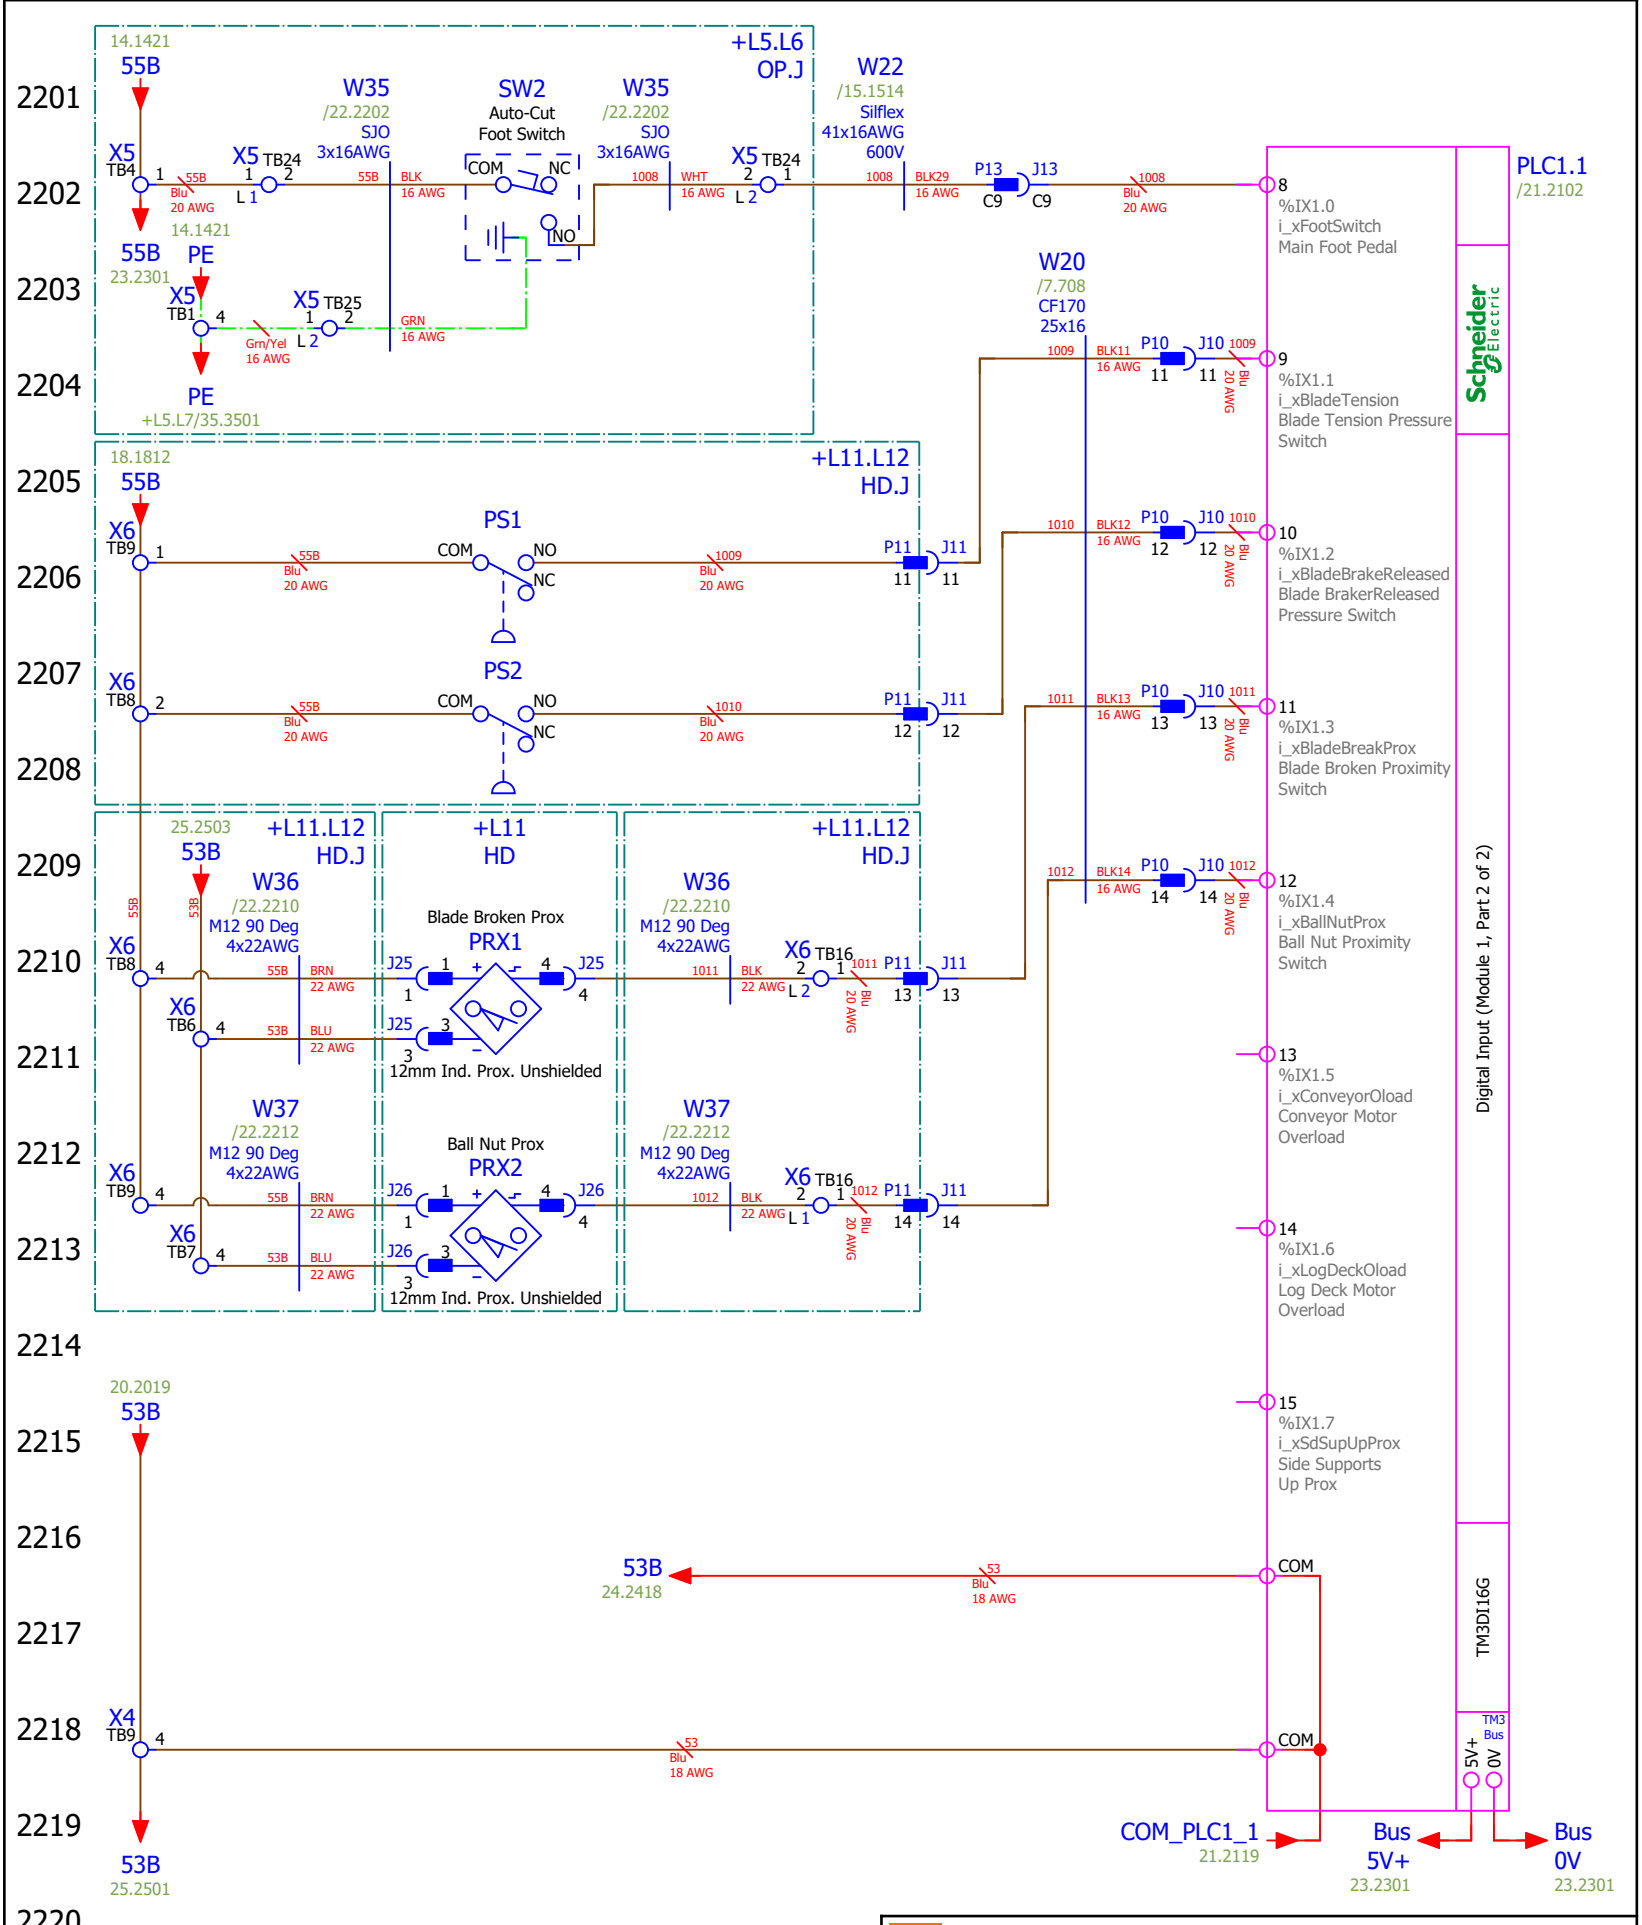 2201
2202
2203
2204
2205
2206
2207
2208
2209
2210
2211
2212
2213
2214
2215
2216
2217
2218
2219
2220
14.1421
55B
+L5.L6
OP.J
W35
/22.2202
SJO
3x16AWG
SW2
Auto-Cut
Foot Switch
W35
/22.2202
SJO
3x16AWG
W22
/15.1514
Silflex
41x16AWG
600V
X5
TB4
1
55B
Blu
20 AWG
X5 TB24
1 2
L 1
55B
BLK
16 AWG
COM
NC
NO
1008
WHT
16 AWG
X5 TB24
2 1
L 2
1008
BLK29
16 AWG
P13 J13
C9 C9
1008
Blu
20 AWG
55B
23.2301
14.1421
PE
X5
TB1
4
Grn/Yel
16 AWG
X5 TB25
1 2
L 2
GRN
16 AWG
PE
+L5.L7/35.3501
W20
/7.708
CF170
25x16
1009
BLK11
16 AWG
P10 J10
11 11
1009
Blu
20 AWG
1010
BLK12
16 AWG
P10 J10
12 12
1010
Blu
20 AWG
1011
BLK13
16 AWG
P10 J10
13 13
1011
Blu
20 AWG
1012
BLK14
16 AWG
P10 J10
14 14
1012
Blu
20 AWG
18.1812
55B
+L11.L12
HD.J
X6
TB9
1
55B
Blu
20 AWG
PS1
COM
NO
NC
1009
Blu
20 AWG
P11 J11
11 11
X6
TB8
2
55B
Blu
20 AWG
PS2
COM
NO
NC
1010
Blu
20 AWG
P11 J11
12 12
25.2503
53B
+L11.L12
HD.J
+L11
HD
+L11.L12
HD.J
55B
53B
W36
/22.2210
M12 90 Deg
4x22AWG
Blade Broken Prox
PRX1
W36
/22.2210
M12 90 Deg
4x22AWG
X6
TB8
4
55B
BRN
22 AWG
J25
1
1
+
4
J25
4
1011
BLK
22 AWG
X6 TB16
2 1
L 2
1011
Blu
20 AWG
P11 J11
13 13
X6
TB6
4
53B
BLU
22 AWG
J25
3
3
-
12mm Ind. Prox. Unshielded
W37
/22.2212
M12 90 Deg
4x22AWG
Ball Nut Prox
PRX2
W37
/22.2212
M12 90 Deg
4x22AWG
X6
TB9
4
55B
BRN
22 AWG
J26
1
1
+
4
J26
4
1012
BLK
22 AWG
X6 TB16
2 1
L 1
1012
Blu
20 AWG
P11 J11
14 14
X6
TB7
4
53B
BLU
22 AWG
J26
3
3
-
12mm Ind. Prox. Unshielded
20.2019
53B
53B
24.2418
53
Blu
18 AWG
X4
TB9
4
53
Blu
18 AWG
53B
25.2501
PLC1.1
/21.2102
8
%IX1.0
i_xFootSwitch
Main Foot Pedal
9
%IX1.1
i_xBladeTension
Blade Tension Pressure
Switch
10
%IX1.2
i_xBladeBrakeReleased
Blade BrakerReleased
Pressure Switch
11
%IX1.3
i_xBladeBreakProx
Blade Broken Proximity
Switch
12
%IX1.4
i_xBallNutProx
Ball Nut Proximity
Switch
13
%IX1.5
i_xConveyorOload
Conveyor Motor
Overload
14
%IX1.6
i_xLogDeckOload
Log Deck Motor
Overload
15
%IX1.7
i_xSdSupUpProx
Side Supports
Up Prox
COM
COM
Schneider
Electric
Digital Input (Module 1, Part 2 of 2)
TM3DI16G
TM3
Bus
5V+
0V
COM_PLC1_1
21.2119
Bus
5V+
23.2301
Bus
0V
23.2301